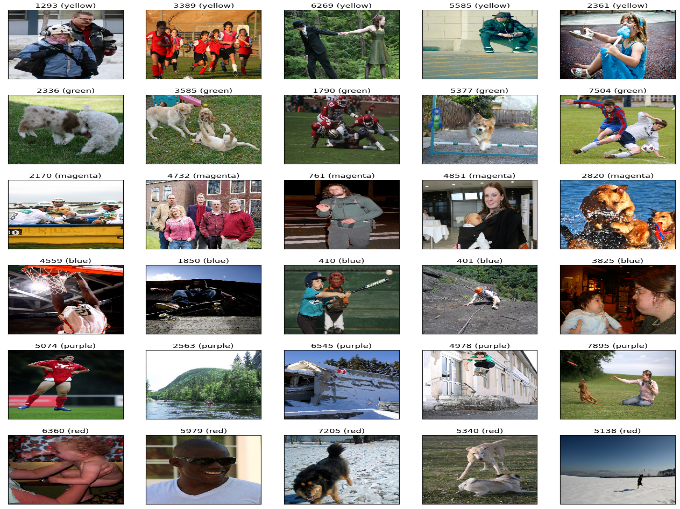 1293 (yellow) 3389 (yellow) 6269 (yellow) 5585 (yellow) 2361 (yellow)
2336 (green) 3585 (green) 1790 (green) 5377 (green) 7504 (green)
2170 (magenta) 4732 (magenta) 761 (magenta) 4851 (magenta) 2820 (magenta)
4559 (blue) 1850 (blue) 410 (blue) 401 (blue) 3825 (blue)
5074 (purple) 2563 (purple) 6545 (purple) 4978 (purple) 7895 (purple)
6360 (red) 5979 (red) 7205 (red) 5340 (red) 5138 (red)